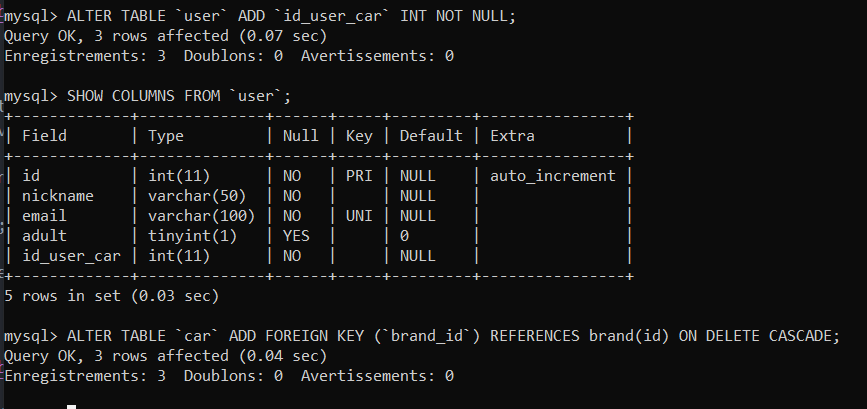 mysql> ALTER TABLE `user` ADD `id_user_car` INT NOT NULL;
Query OK, 3 rows affected (0.07 sec)
Enregistrements: 3  Doublons: 0  Avertissements: 0
mysql> SHOW COLUMNS FROM `user`;
+-------------+--------------+------+-----+---------+----------------+
| Field       | Type         | Null | Key | Default | Extra          |
+-------------+--------------+------+-----+---------+----------------+
| id          | int(11)      | NO   | PRI | NULL    | auto_increment |
| nickname    | varchar(50)  | NO   |     | NULL    |                |
| email       | varchar(100) | NO   | UNI | NULL    |                |
| adult       | tinyint(1)   | YES  |     | 0       |                |
| id_user_car | int(11)      | NO   |     | NULL    |                |
+-------------+--------------+------+-----+---------+----------------+
5 rows in set (0.03 sec)
mysql> ALTER TABLE `car` ADD FOREIGN KEY (`brand_id`) REFERENCES brand(id) ON DELETE CASCADE;
Query OK, 3 rows affected (0.04 sec)
Enregistrements: 3  Doublons: 0  Avertissements: 0